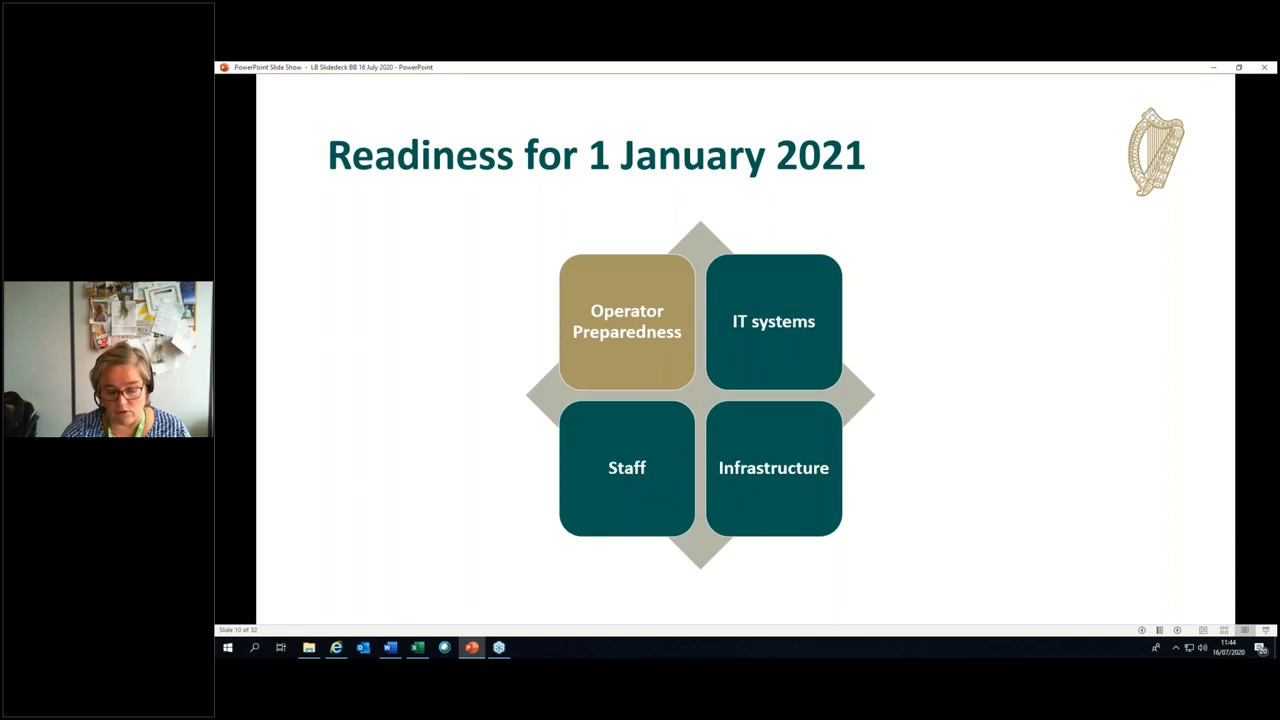 PowerPoint Slide Show - LB Slidedeck BB 16 July 2020 - PowerPoint
Readiness for 1 January 2021
Operator
Preparedness
IT systems
Staff
Infrastructure
Slide 10 of 32
11:44
16/07/2020
20